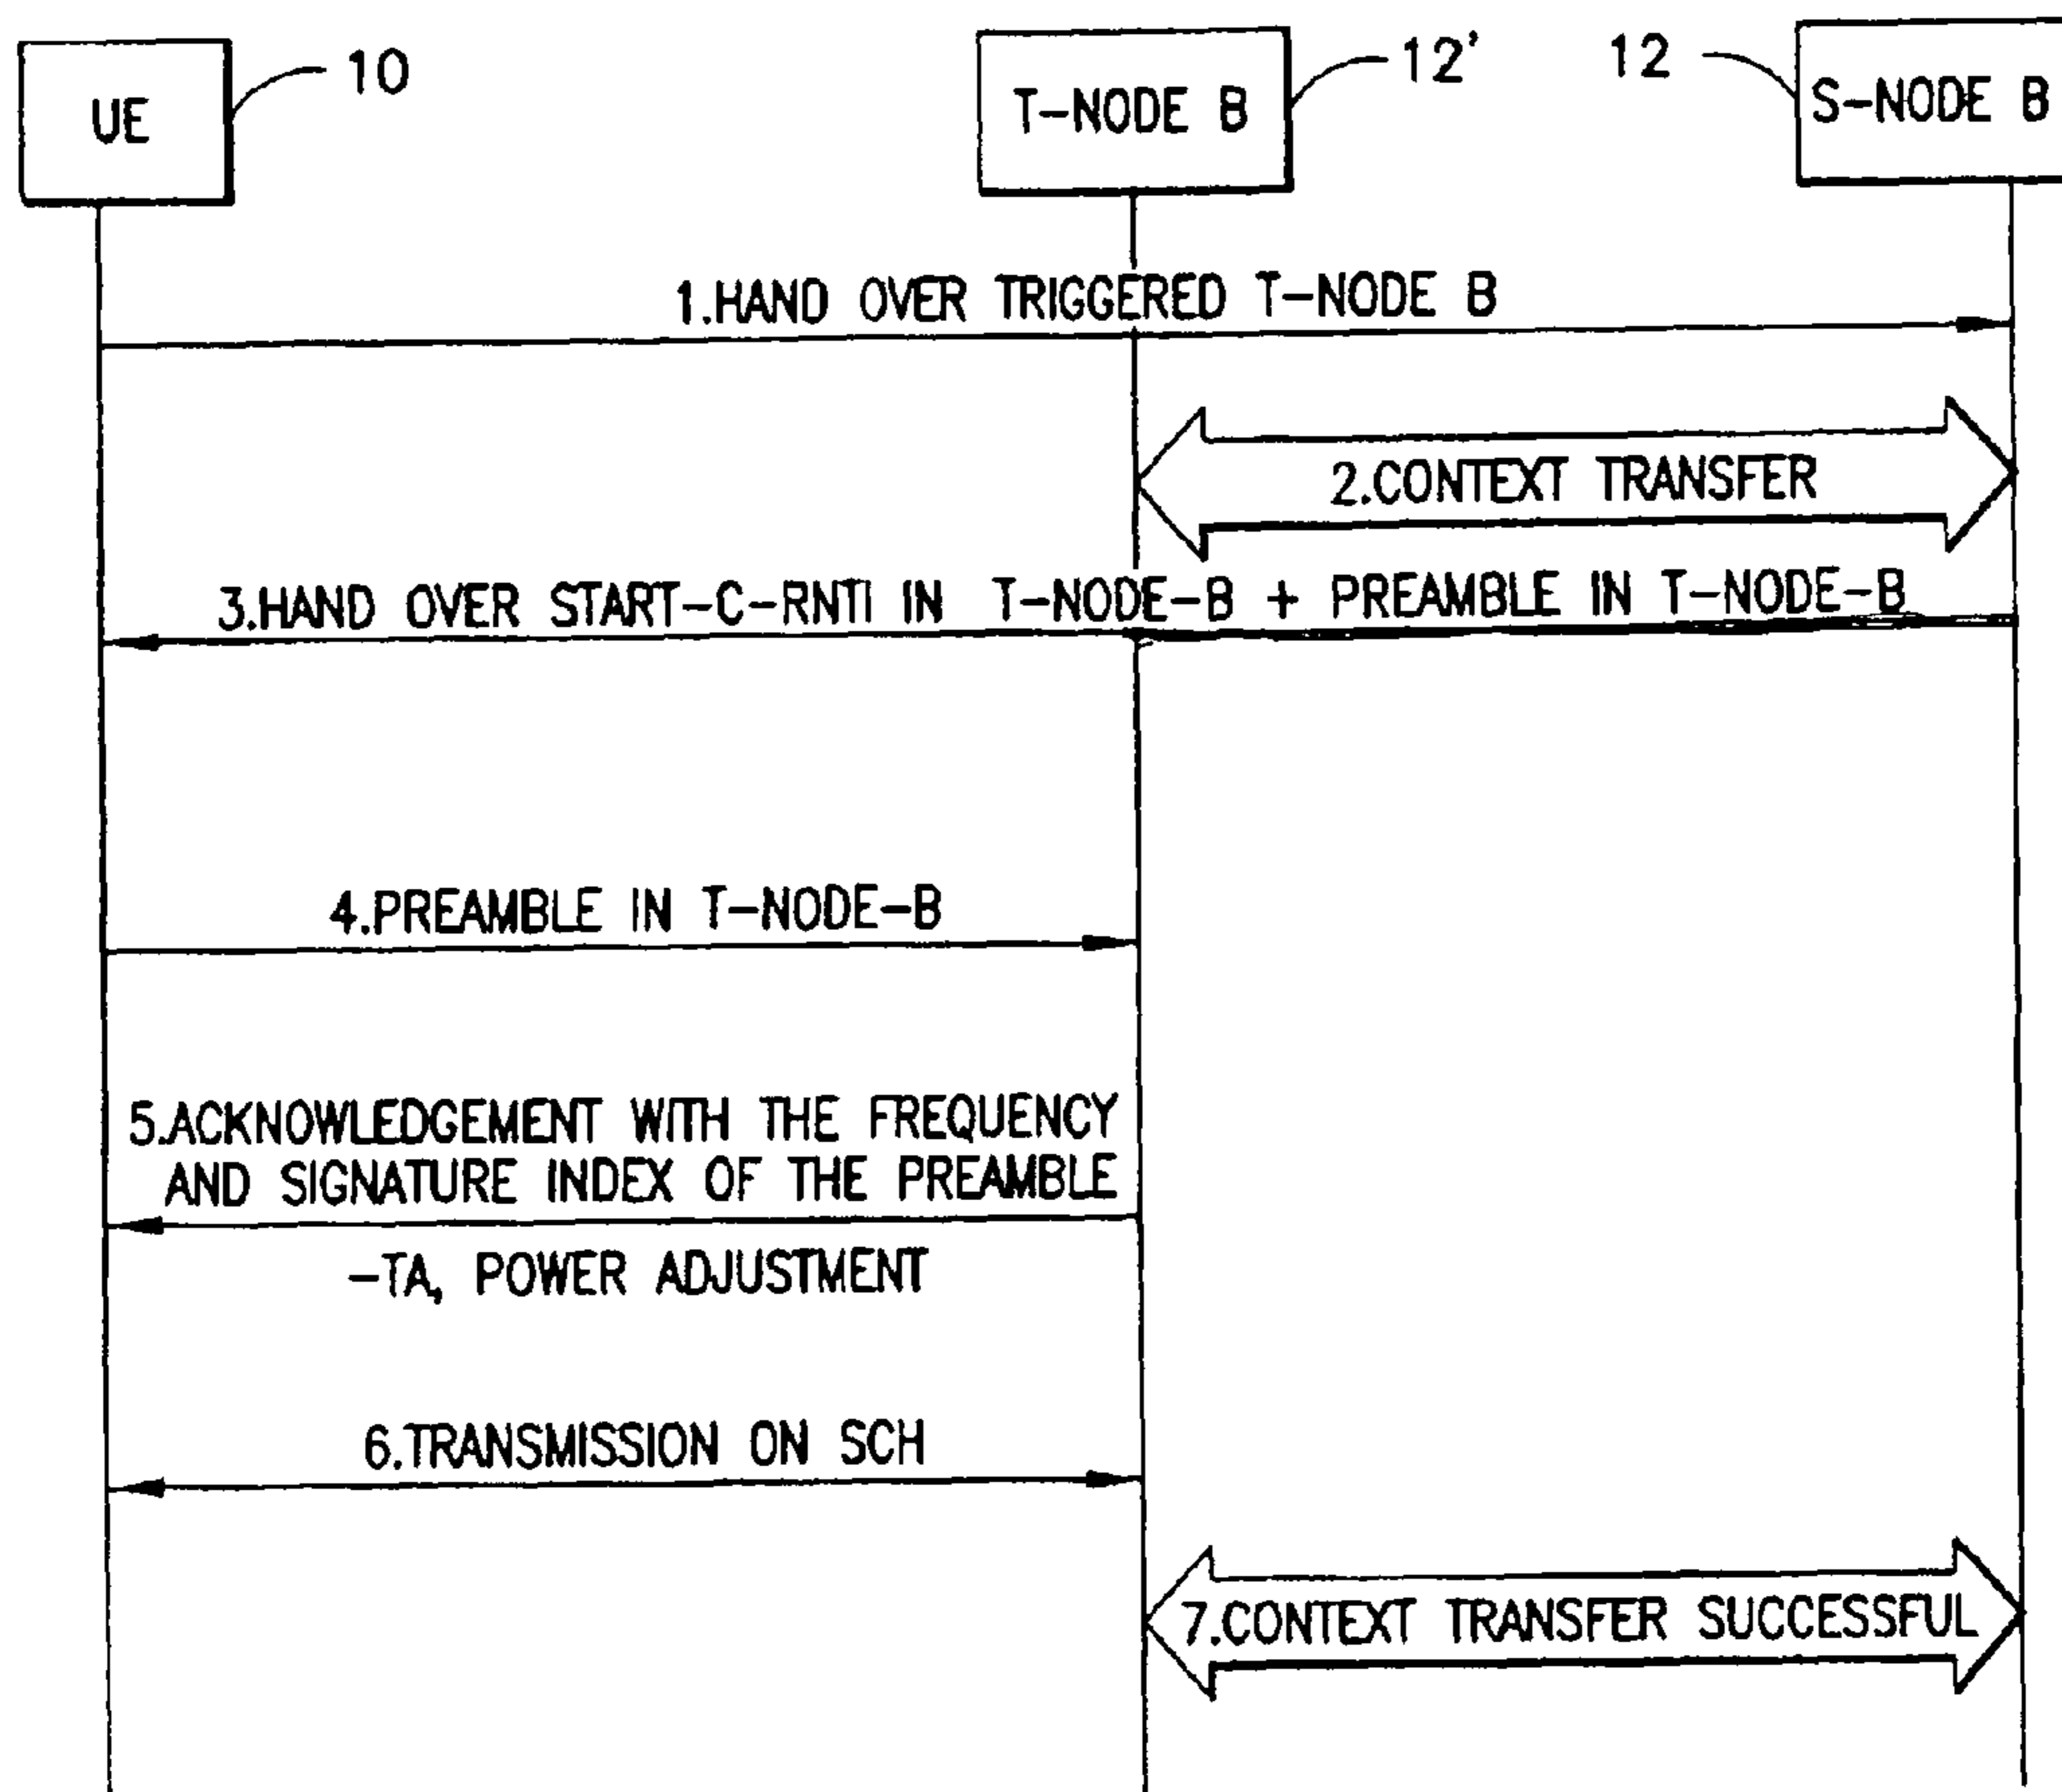 UE
10
T-NODE B
12'
12
S-NODE B
1.HAND OVER TRIGGERED T-NODE B
2.CONTEXT TRANSFER
3.HAND OVER START-C-RNTI IN T-NODE-B + PREAMBLE IN T-NODE-B
4.PREAMBLE IN T-NODE-B
5.ACKNOWLEDGEMENT WITH THE FREQUENCY
AND SIGNATURE INDEX OF THE PREAMBLE
-TA, POWER ADJUSTMENT
6.TRANSMISSION ON SCH
7.CONTEXT TRANSFER SUCCESSFUL